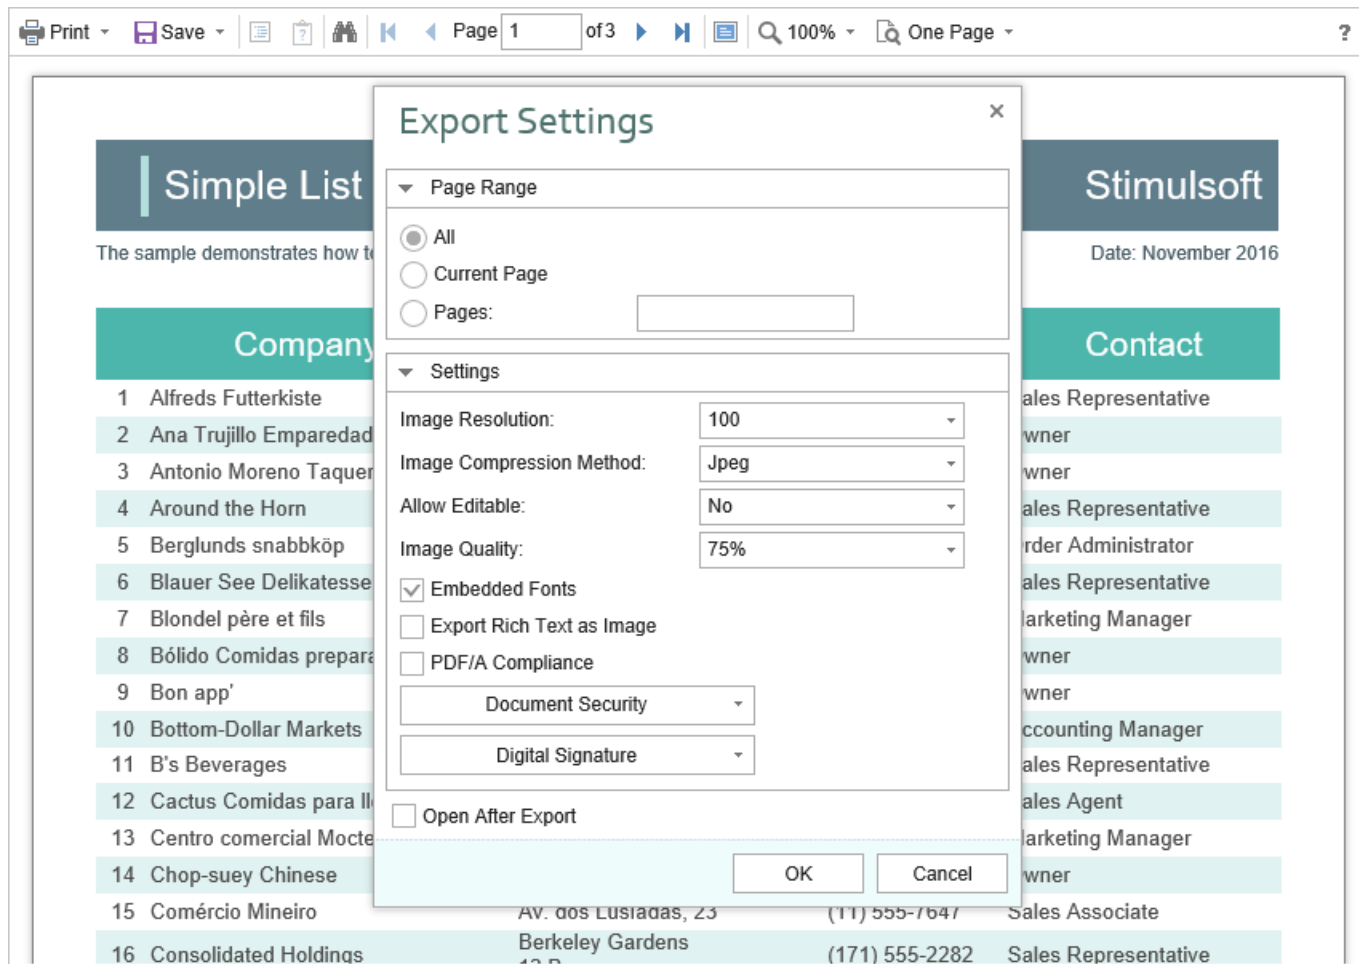 Print Save Page 1 of 3 100% One Page ?
Export Settings
Simple List Stimulsoft
Page Range
All
The sample demonstrates how Date: November 2016
Current Page
Pages:
Company Contact
Settings
1 Alfreds Futterkiste ales Representative
Image Resolution: 100
2 Ana Trujillo Emparedad wner
Image Compression Method: Jpeg
3 Antonio Moreno Taquer wner
Allow Editable: No
4 Around the Horn ales Representative
Image Quality: 75%
5 Berglunds snabbköp rder Administrator
Embedded Fonts
6 Blauer See Delikatesse ales Representative
Export Rich Text as Image
7 Blondel père et fils arketing Manager
PDF/A Compliance
8 Bólido Comidas prepara wner
9 Bon app' wner
Document Security
10 Bottom-Dollar Markets ccounting Manager
Digital Signature
11 B's Beverages ales Representative
12 Cactus Comidas para ll ales Agent
Open After Export
13 Centro comercial Mocte arketing Manager
OK Cancel
14 Chop-suey Chinese wner
15 Comércio Mineiro Av. dos Lusíadas, 23 (11) 555-7647 Sales Associate
Berkeley Gardens
16 Consolidated Holdings (171) 555-2282 Sales Representative